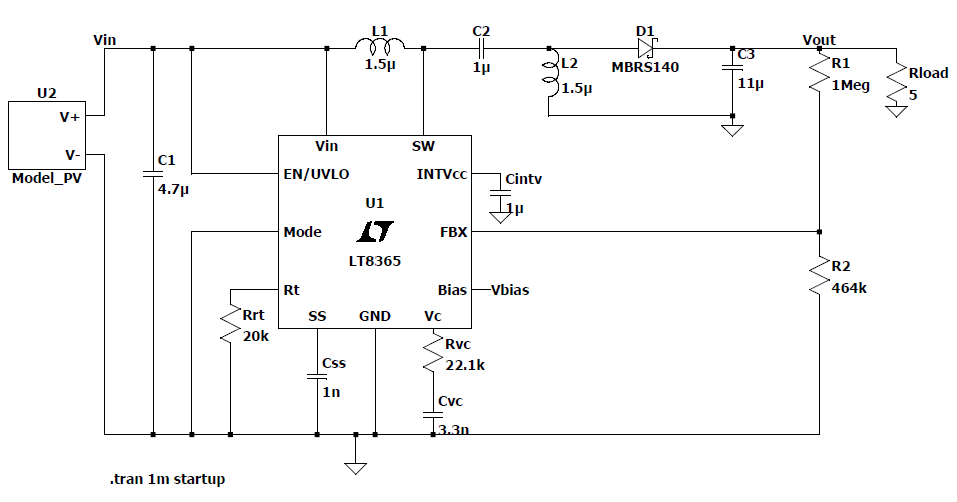 Vin
L1
1.5µ
C2
1µ
D1
MBRS140
L2
1.5µ
C3
11µ
Vout
R1
1Meg
Rload
5
U2
V+
V-
Model_PV
C1
4.7µ
Vin
SW
EN/UVLO
INTVcc
Cintv
1µ
U1
Mode
FBX
LT8365
R2
464k
Rt
Bias
Vbias
Rrt
20k
SS
GND
Vc
Rvc
22.1k
Css
1n
Cvc
3.3n
.tran 1m startup